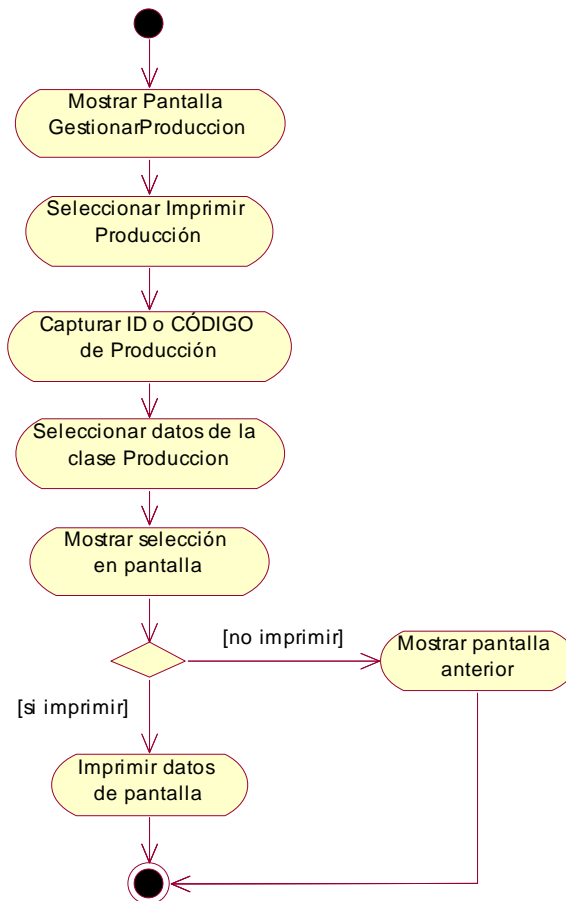 Mostrar Pantalla
GestionarProduccion
Seleccionar Imprimir
Producción
Capturar ID o CÓDIGO
de Producción
Seleccionar datos de la
clase Produccion
Mostrar selección
en pantalla
[no imprimir]
Mostrar pantalla
anterior
[si imprimir]
Imprimir datos
de pantalla